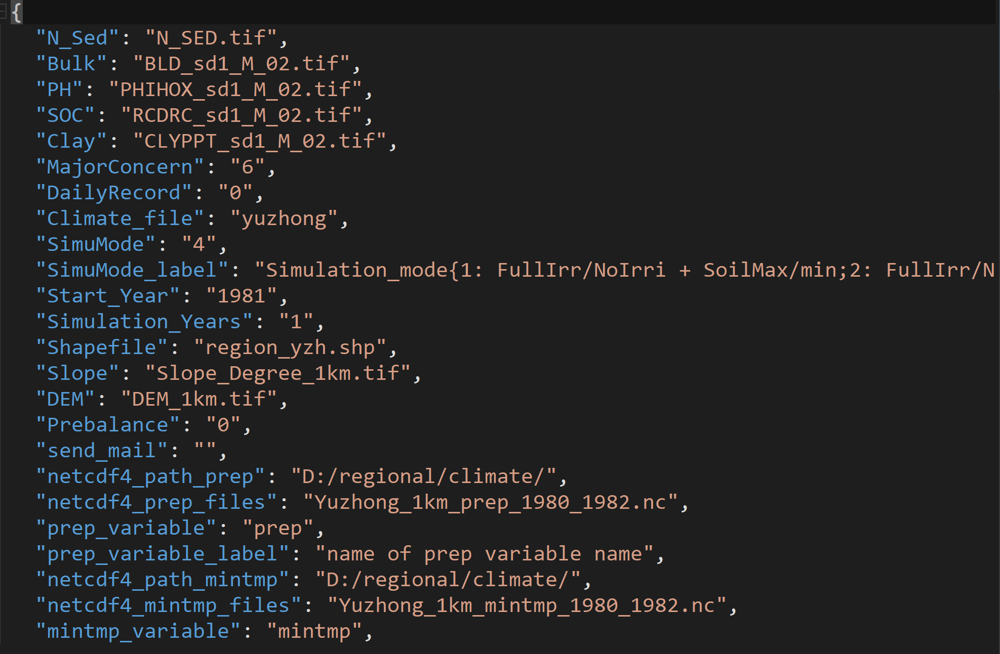 {
"N_Sed": "N_SED.tif",
"Bulk": "BLD_sd1_M_02.tif",
"PH": "PHIHOX_sd1_M_02.tif",
"SOC": "RCDRC_sd1_M_02.tif",
"Clay": "CLYPPT_sd1_M_02.tif",
"MajorConcern": "6",
"DailyRecord": "0",
"Climate_file": "yuzhong",
"SimuMode": "4",
"SimuMode_label": "Simulation_mode{1: FullIrr/NoIrri + SoilMax/min;2: FullIrr/N
"Start_Year": "1981",
"Simulation_Years": "1",
"Shapefile": "region_yzh.shp",
"Slope": "Slope_Degree_1km.tif",
"DEM": "DEM_1km.tif",
"Prebalance": "0",
"send_mail": "",
"netcdf4_path_prep": "D:/regional/climate/",
"netcdf4_prep_files": "Yuzhong_1km_prep_1980_1982.nc",
"prep_variable": "prep",
"prep_variable_label": "name of prep variable name",
"netcdf4_path_mintmp": "D:/regional/climate/",
"netcdf4_mintmp_files": "Yuzhong_1km_mintmp_1980_1982.nc",
"mintmp_variable": "mintmp",